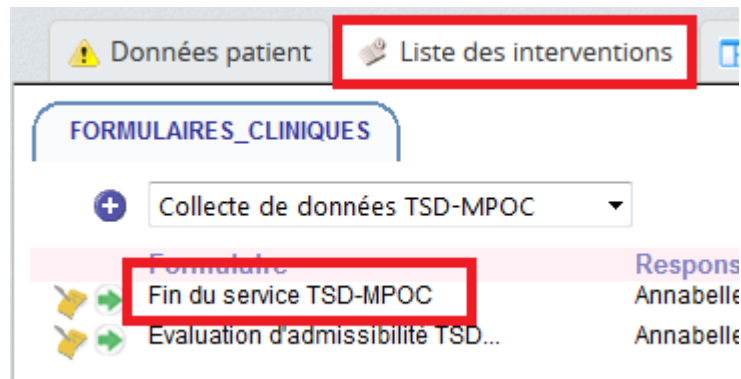 Données patient Liste des interventions
FORMULAIRES_CLINIQUES
Collecte de données TSD-MPOC
Formulaire Respons
Fin du service TSD-MPOC Annabelle
Evaluation d'admissibilité TSD... Annabelle